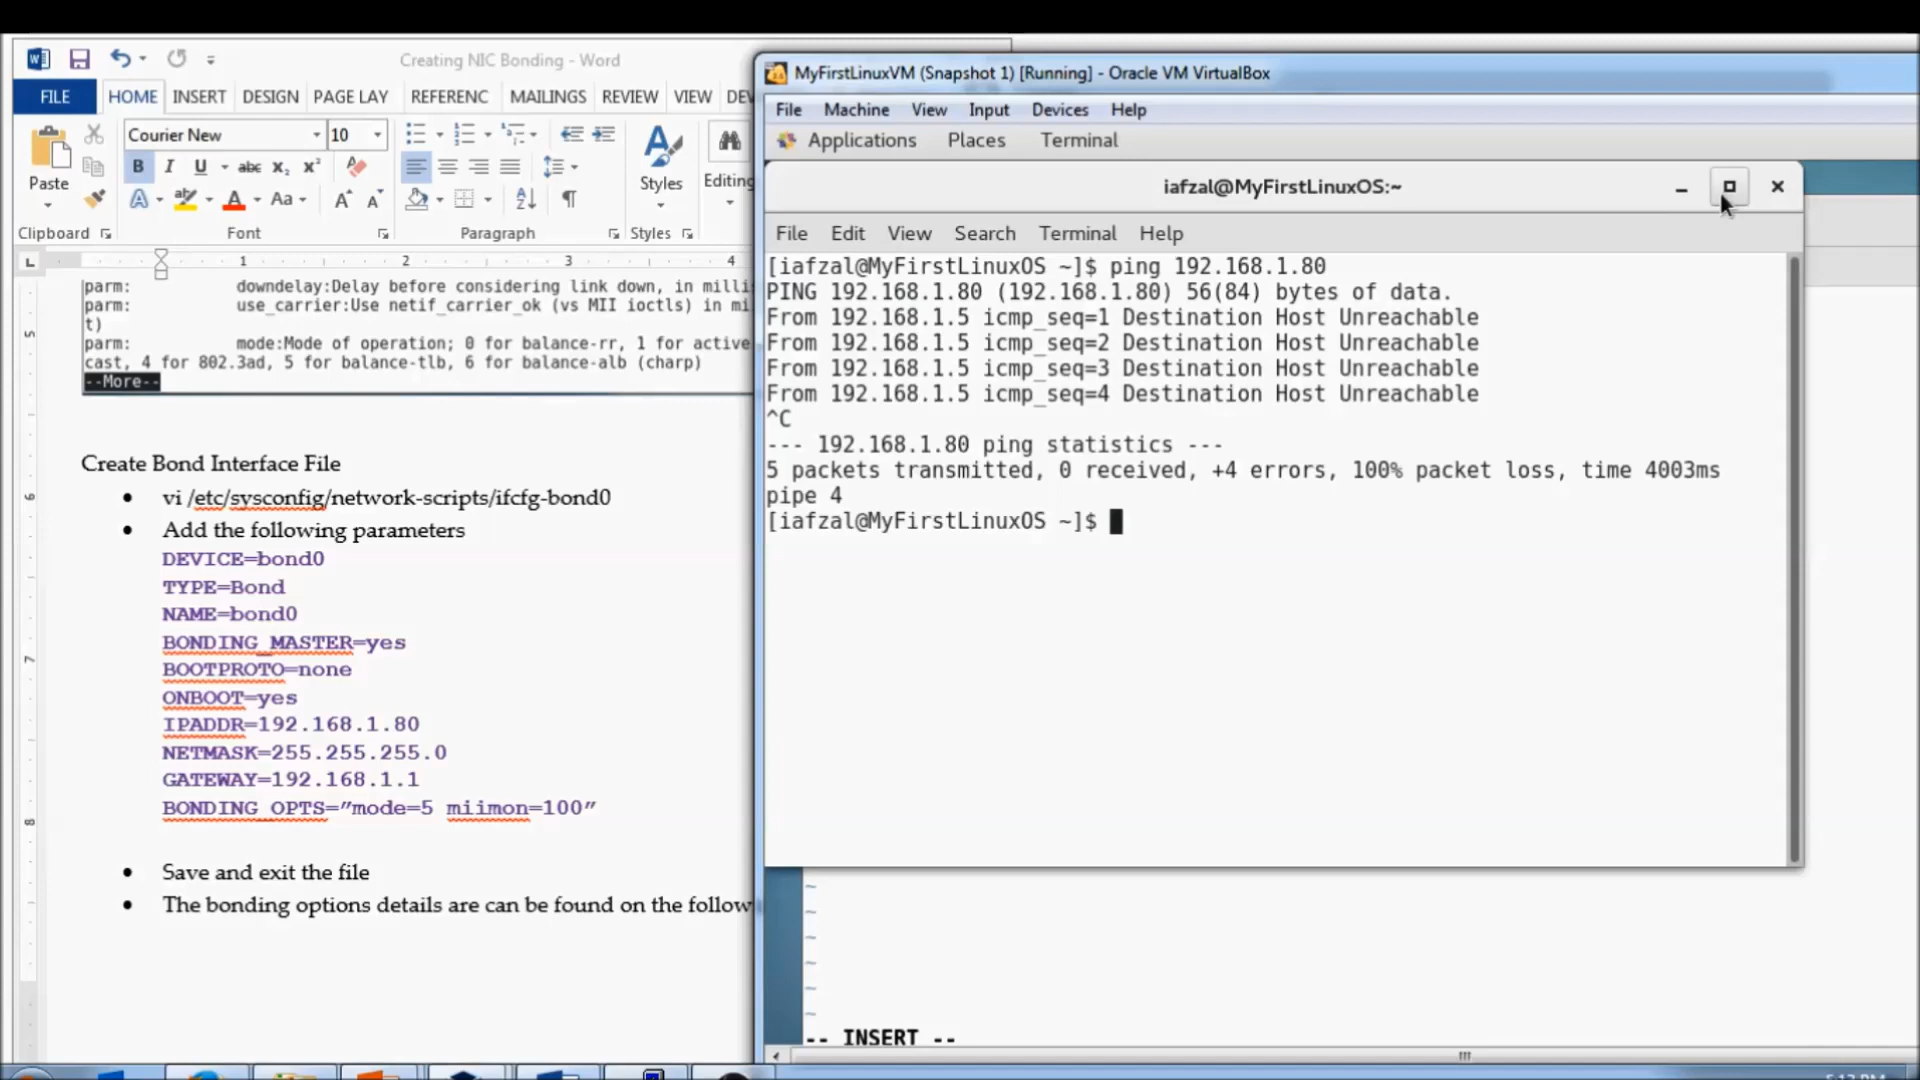 Creating NIC Bonding - Word
FILE HOME INSERT DESIGN PAGE LAY REFERENC MAILINGS REVIEW VIEW DEV
Courier New 10
Paste
Styles
Editing
Clipboard Font Paragraph Styles
1 2 3 4
parm: downdelay:Delay before considering link down, in milli
parm: use_carrier:Use netif_carrier_ok (vs MII ioctls) in mi
t)
parm: mode:Mode of operation; 0 for balance-rr, 1 for active
cast, 4 for 802.3ad, 5 for balance-tlb, 6 for balance-alb (charp)
--More--
Create Bond Interface File
• vi /etc/sysconfig/network-scripts/ifcfg-bond0
• Add the following parameters
DEVICE=bond0
TYPE=Bond
NAME=bond0
BONDING_MASTER=yes
BOOTPROTO=none
ONBOOT=yes
IPADDR=192.168.1.80
NETMASK=255.255.255.0
GATEWAY=192.168.1.1
BONDING_OPTS=”mode=5 miimon=100”
• Save and exit the file
• The bonding options details are can be found on the follow
MyFirstLinuxVM (Snapshot 1) [Running] - Oracle VM VirtualBox
File Machine View Input Devices Help
Applications Places Terminal
iafzal@MyFirstLinuxOS:~
File Edit View Search Terminal Help
[iafzal@MyFirstLinuxOS ~]$ ping 192.168.1.80
PING 192.168.1.80 (192.168.1.80) 56(84) bytes of data.
From 192.168.1.5 icmp_seq=1 Destination Host Unreachable
From 192.168.1.5 icmp_seq=2 Destination Host Unreachable
From 192.168.1.5 icmp_seq=3 Destination Host Unreachable
From 192.168.1.5 icmp_seq=4 Destination Host Unreachable
^C
--- 192.168.1.80 ping statistics ---
5 packets transmitted, 0 received, +4 errors, 100% packet loss, time 4003ms
pipe 4
[iafzal@MyFirstLinuxOS ~]$
~
~
~
~
~
~
-- INSERT --